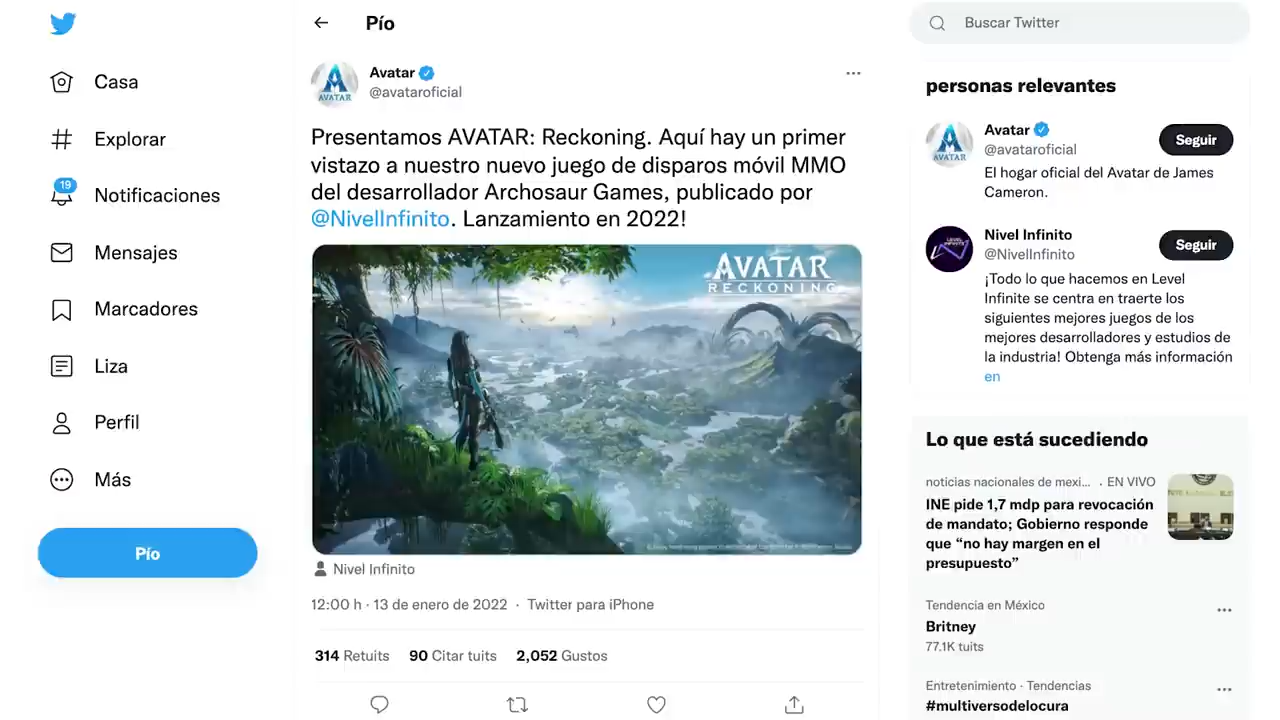 Casa
Explorar
19
Notificaciones
Mensajes
Marcadores
Liza
Perfil
Más
Pío
Pío
AVATAR
Avatar
@avataroficial
Presentamos AVATAR: Reckoning. Aquí hay un primer
vistazo a nuestro nuevo juego de disparos móvil MMO
del desarrollador Archosaur Games, publicado por
@NivelInfinito. Lanzamiento en 2022!
AVATAR
RECKONING
Nivel Infinito
12:00 h · 13 de enero de 2022 · Twitter para iPhone
314 Retuits 90 Citar tuits 2,052 Gustos
Buscar Twitter
personas relevantes
AVATAR
Avatar
@avataroficial
Seguir
El hogar oficial del Avatar de James
Cameron.
Nivel Infinito
@NivelInfinito
Seguir
¡Todo lo que hacemos en Level
Infinite se centra en traerte los
siguientes mejores juegos de los
mejores desarrolladores y estudios de
la industria! Obtenga más información
en
Lo que está sucediendo
noticias nacionales de mexi... . EN VIVO
INE pide 1,7 mdp para revocación
de mandato; Gobierno responde
que “no hay margen en el
presupuesto”
Tendencia en México
Britney
77.1K tuits
Entretenimiento · Tendencias
#multiversodelocura